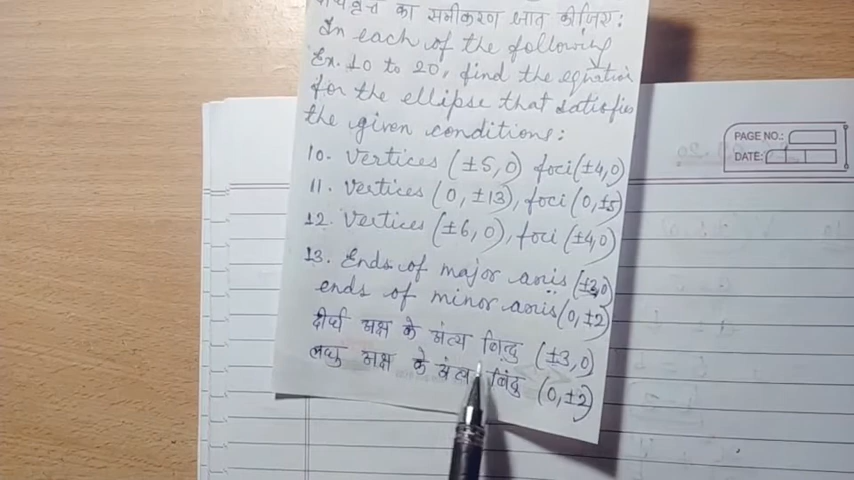 का समीकरण ज्ञात कीजिए:
In each of the following
Ex. 10 to 20, find the equation
for the ellipse that satisfies
the given conditions:
10. Vertices (±5, 0) foci (±4, 0)
11. Vertices (0, ±13), foci (0, ±5)
12. Vertices (±6, 0), foci (±4, 0)
13. Ends of major axis (±3, 0)
ends of minor axis (0, ±2)
दीर्घ अक्ष के अंत्य बिन्दु (±3, 0)
लघु अक्ष के अंत्य बिंदु (0, ±2)
PAGE NO.:
DATE: